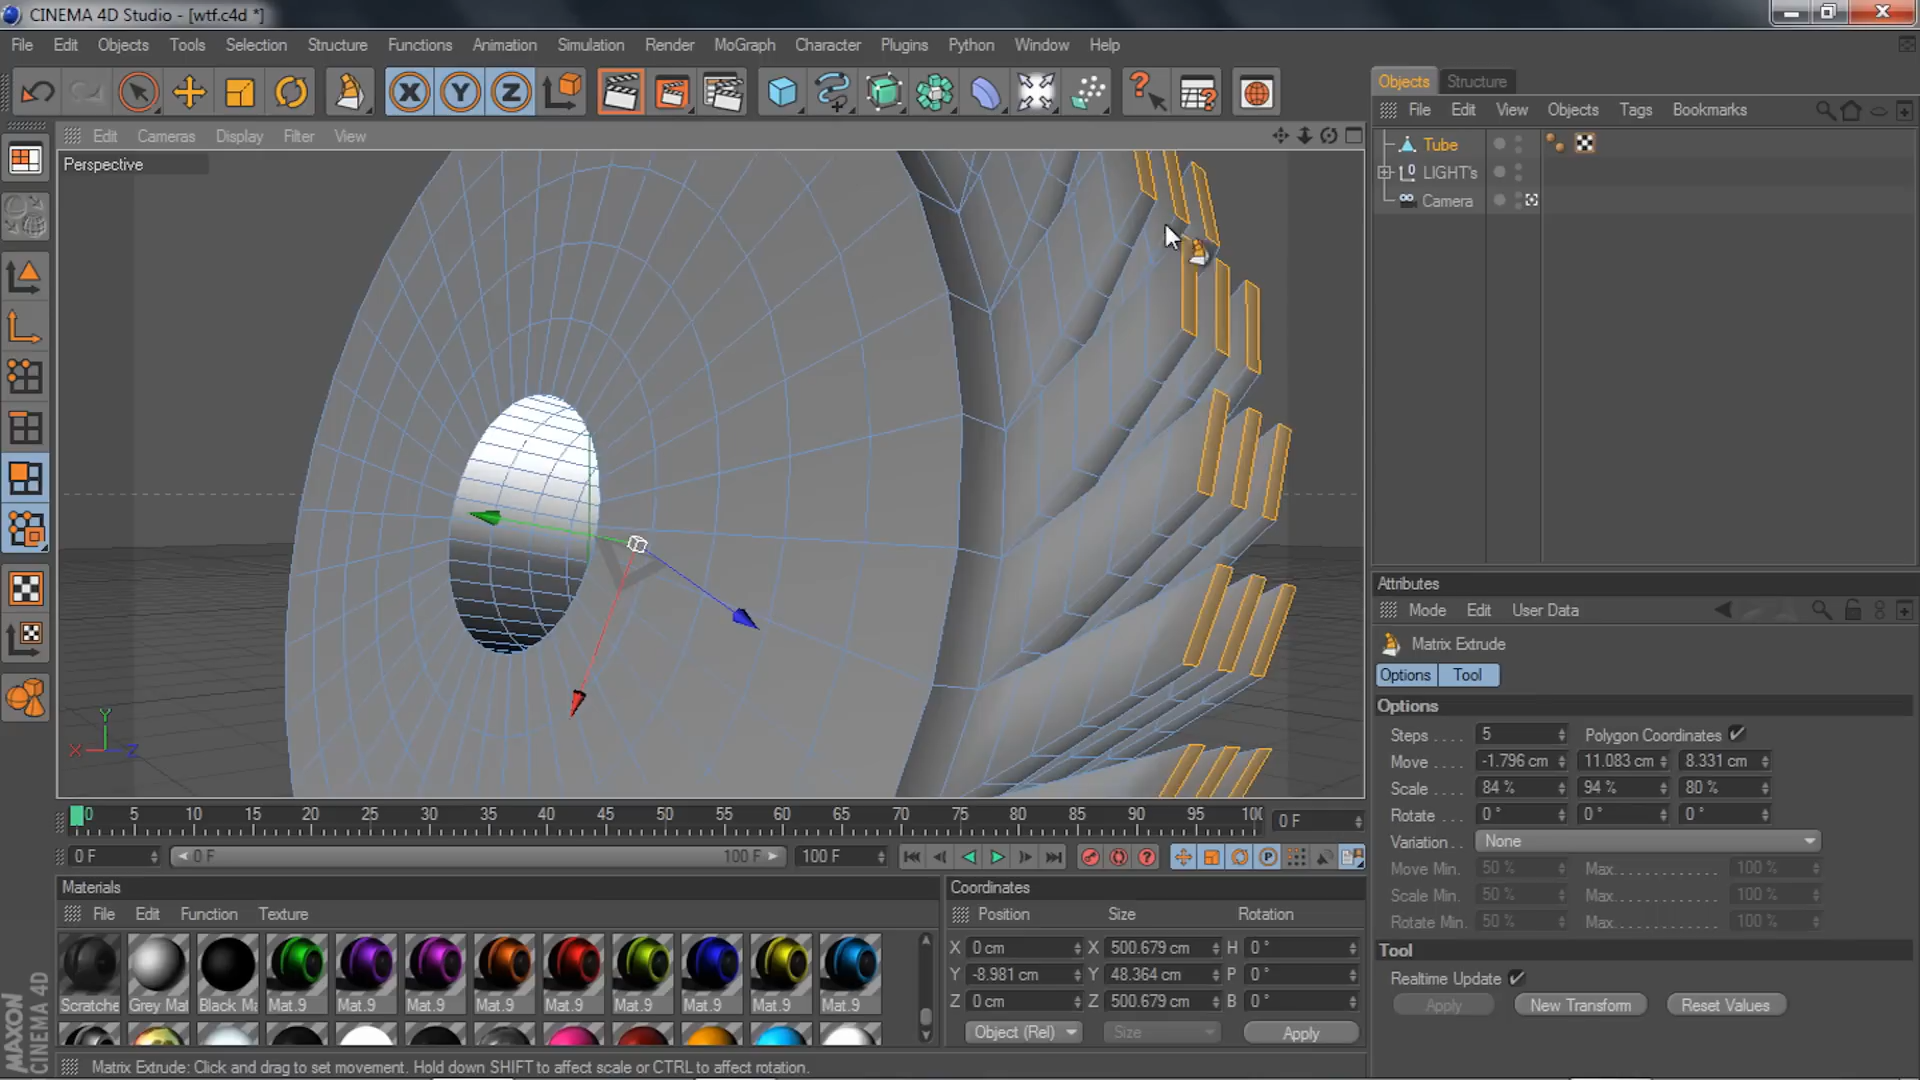 CINEMA 4D Studio - [wtf.c4d *]
File Edit Objects Tools Selection Structure Functions Animation Simulation Render MoGraph Character Plugins Python Window Help
X Y Z
Edit Cameras Display Filter View
Perspective
Y
X Z
0 5 10 15 20 25 30 35 40 45 50 55 60 65 70 75 80 85 90 95 10 0 F
0 F 0 F 100 F 100 F
Materials
File Edit Function Texture
Scratche Grey Mat Black Ma Mat.9 Mat.9 Mat.9 Mat.9 Mat.9 Mat.9 Mat.9 Mat.9 Mat.9
MAXON
CINEMA 4D
Coordinates
Position Size Rotation
X 0 cm X 500.679 cm H 0 °
Y -8.981 cm Y 48.364 cm P 0 °
Z 0 cm Z 500.679 cm B 0 °
Object (Rel) Size Apply
Matrix Extrude: Click and drag to set movement. Hold down SHIFT to affect scale or CTRL to affect rotation.
Objects Structure
File Edit View Objects Tags Bookmarks
Tube
LIGHT's
Camera
Attributes
Mode Edit User Data
Matrix Extrude
Options Tool
Options
Steps . . . . 5 Polygon Coordinates
Move . . . . -1.796 cm 11.083 cm 8.331 cm
Scale . . . . 84 % 94 % 80 %
Rotate . . . 0 ° 0 ° 0 °
Variation . . None
Move Min. 50 % Max. . . . . . . . . . . . . 100 %
Scale Min. 50 % Max. . . . . . . . . . . . . 100 %
Rotate Min. 50 % Max. . . . . . . . . . . . . 100 %
Tool
Realtime Update
Apply New Transform Reset Values